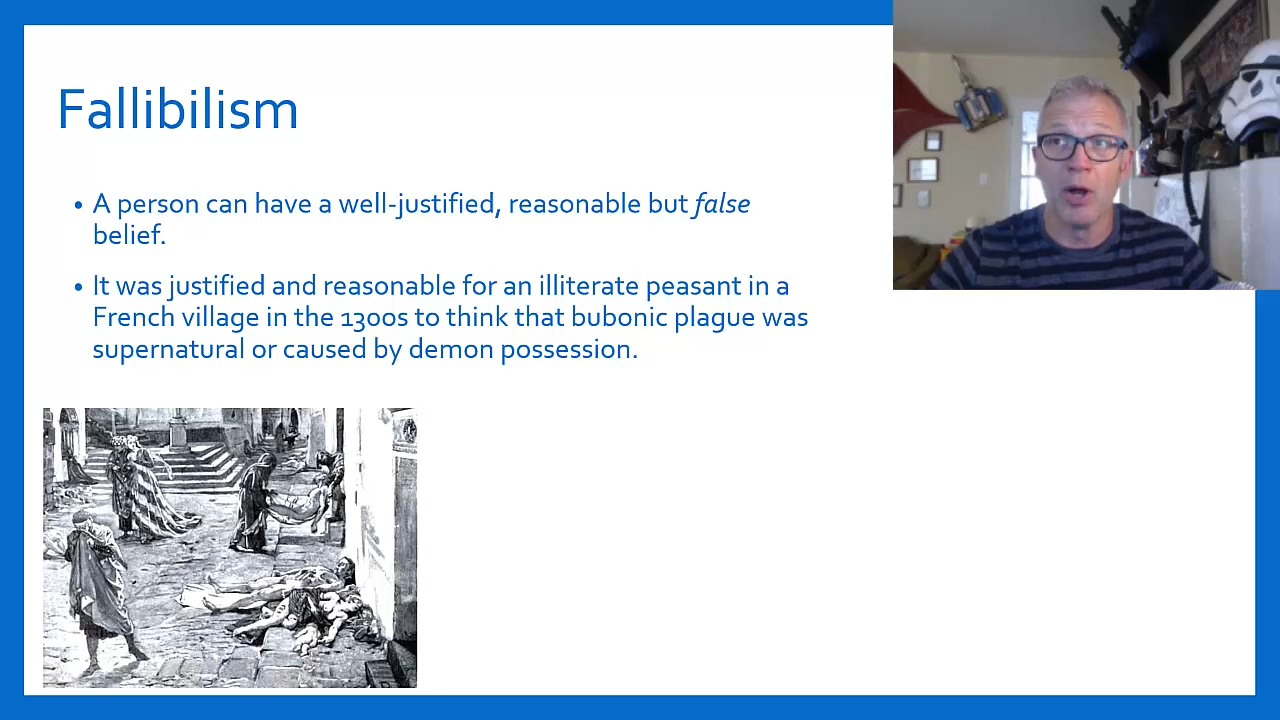 Fallibilism
• A person can have a well-justified, reasonable but false
belief.
• It was justified and reasonable for an illiterate peasant in a
French village in the 1300s to think that bubonic plague was
supernatural or caused by demon possession.